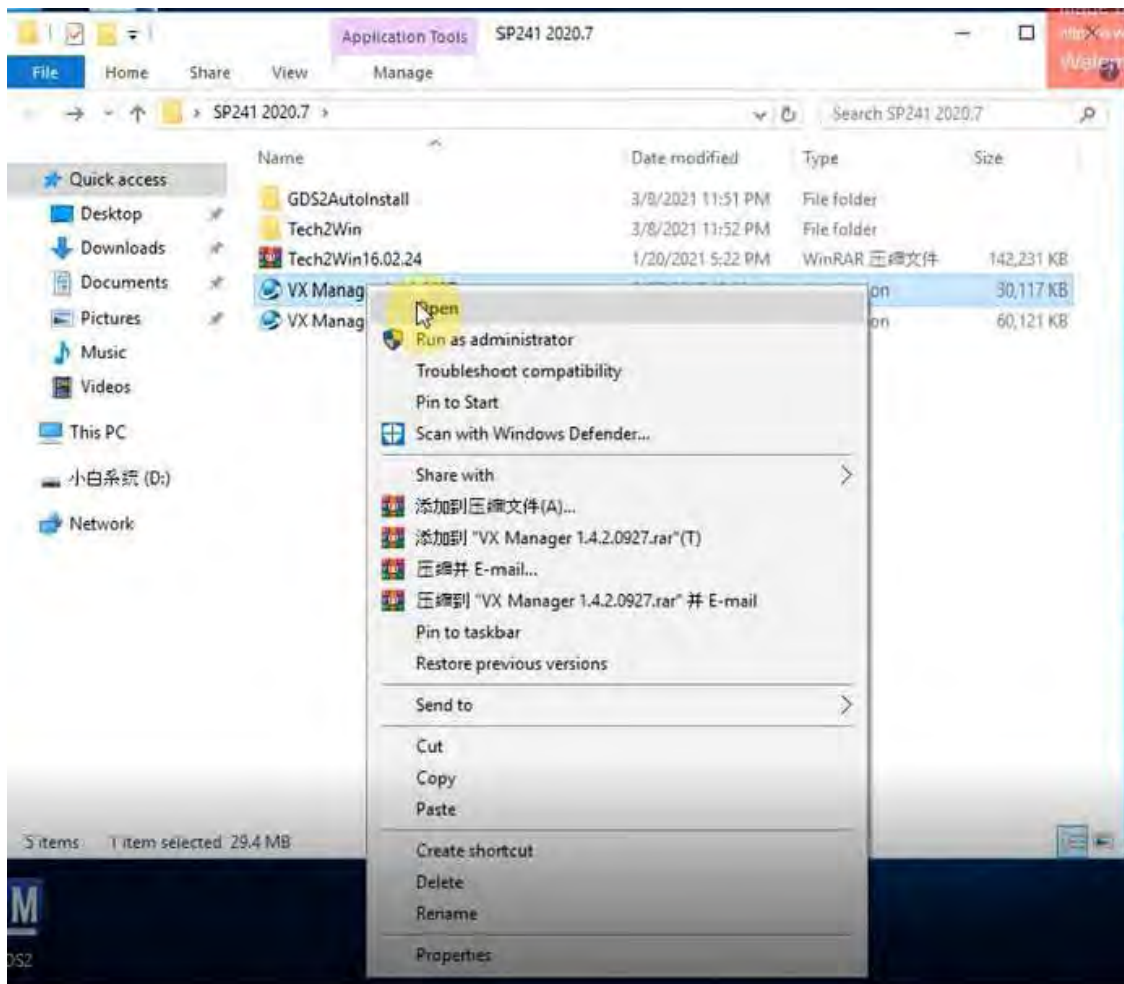 Application Tools SP241 2020.7
File Home Share View Manage
SP241 2020.7 Search SP241 2020.7
Name Date modified Type Size
Quick access
GDS2AutoInstall 3/8/2021 11:51 PM File folder
Desktop
Tech2Win 3/8/2021 11:52 PM File folder
Downloads
Tech2Win16.02.24 1/20/2021 5:22 PM WinRAR 压缩文件 142,231 KB
Documents
VX Manag on 30,117 KB
Pictures
VX Manag on 60,121 KB
Music
Videos
This PC
小白系统 (D:)
Network
Open
Run as administrator
Troubleshoot compatibility
Pin to Start
Scan with Windows Defender...
Share with
添加到压缩文件(A)...
添加到 "VX Manager 1.4.2.0927.rar"(T)
压缩并 E-mail...
压缩到 "VX Manager 1.4.2.0927.rar" 并 E-mail
Pin to taskbar
Restore previous versions
Send to
Cut
Copy
Paste
Create shortcut
Delete
Rename
Properties
5 items 1 item selected 29.4 MB
M